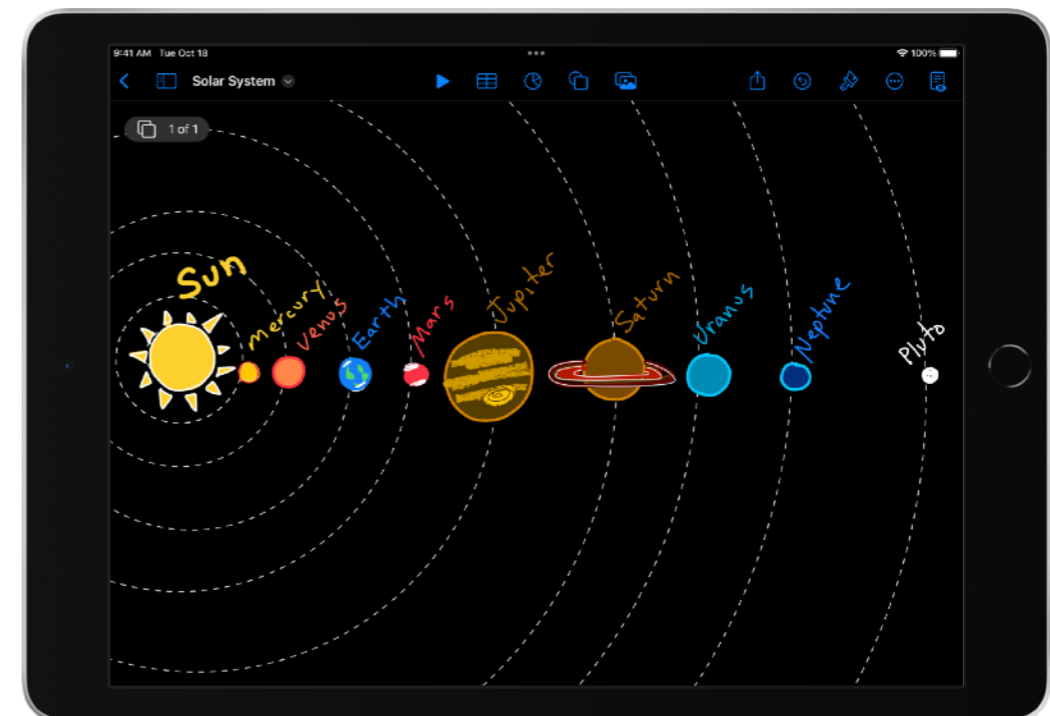 9:41 AM Tue Oct 18
100%
Solar System
1 of 1
Sun
Mercury
Venus
Earth
Mars
Jupiter
Saturn
Uranus
Neptune
Pluto